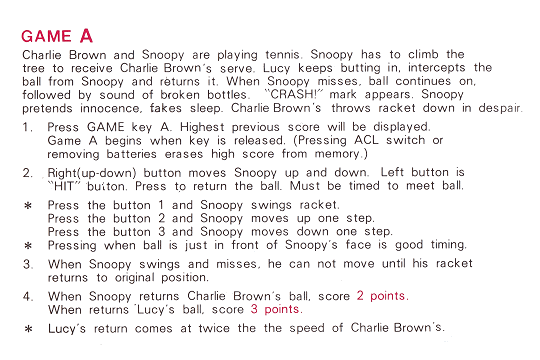 GAME A
Charlie Brown and Snoopy are playing tennis. Snoopy has to climb the
tree to receive Charlie Brown's serve. Lucy keeps butting in, intercepts the
ball from Snoopy and returns it. When Snoopy misses, ball continues on,
followed by sound of broken bottles. "CRASH!" mark appears. Snoopy
pretends innocence, fakes sleep. Charlie Brown's throws racket down in despair.
1. Press GAME key A. Highest previous score will be displayed.
Game A begins when key is released. (Pressing ACL switch or
removing batteries erases high score from memory.)
2. Right(up-down) button moves Snoopy up and down. Left button is
"HIT" button. Press to return the ball. Must be timed to meet ball.
* Press the button 1 and Snoopy swings racket.
Press the button 2 and Snoopy moves up one step.
Press the button 3 and Snoopy moves down one step.
* Pressing when ball is just in front of Snoopy's face is good timing.
3. When Snoopy swings and misses, he can not move until his racket
returns to original position.
4. When Snoopy returns Charlie Brown's ball, score 2 points.
When returns Lucy's ball, score 3 points.
* Lucy's return comes at twice the the speed of Charlie Brown's.